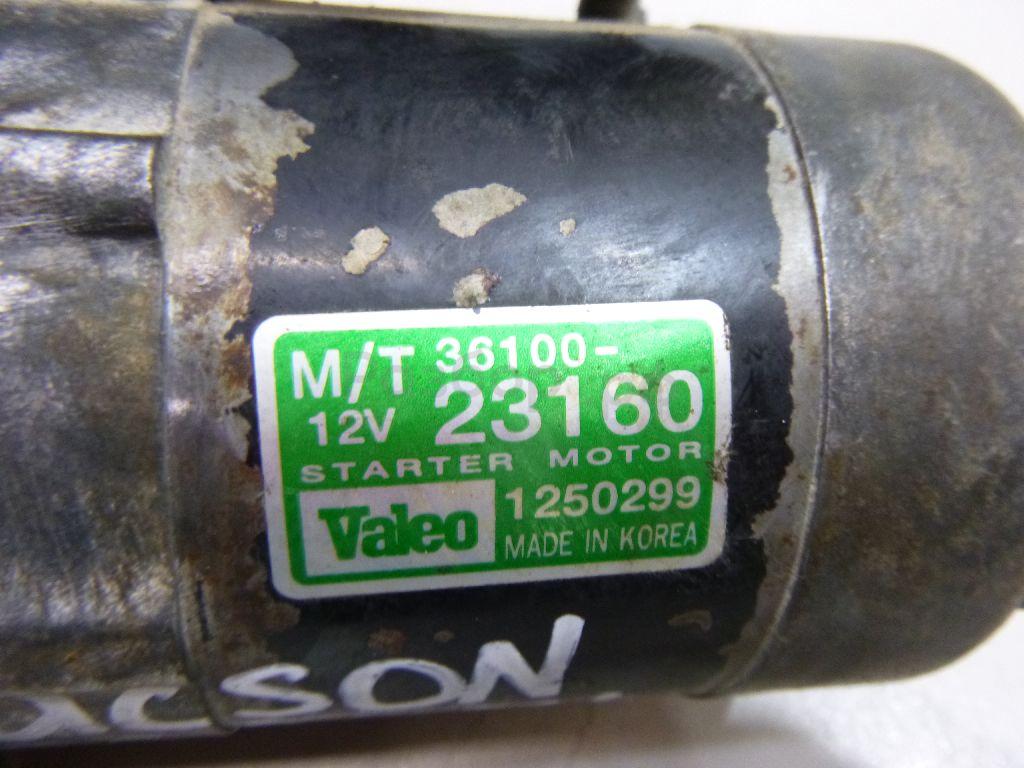 M/T 36100-
12V 23160
STARTER MOTOR
Valeo 1250299
MADE IN KOREA